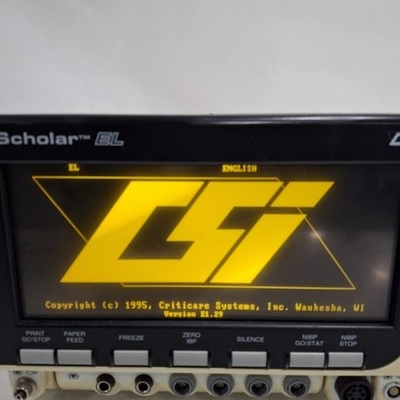 Scholar™ EL
EL ENGLISH
CSi
Copyright (c) 1995, Criticare Systems, Inc. Waukesha, WI
Version E1.29
PRINT GO/STOP PAPER FEED FREEZE ZERO IBP SILENCE NIBP GO/STAT NIBP STOP